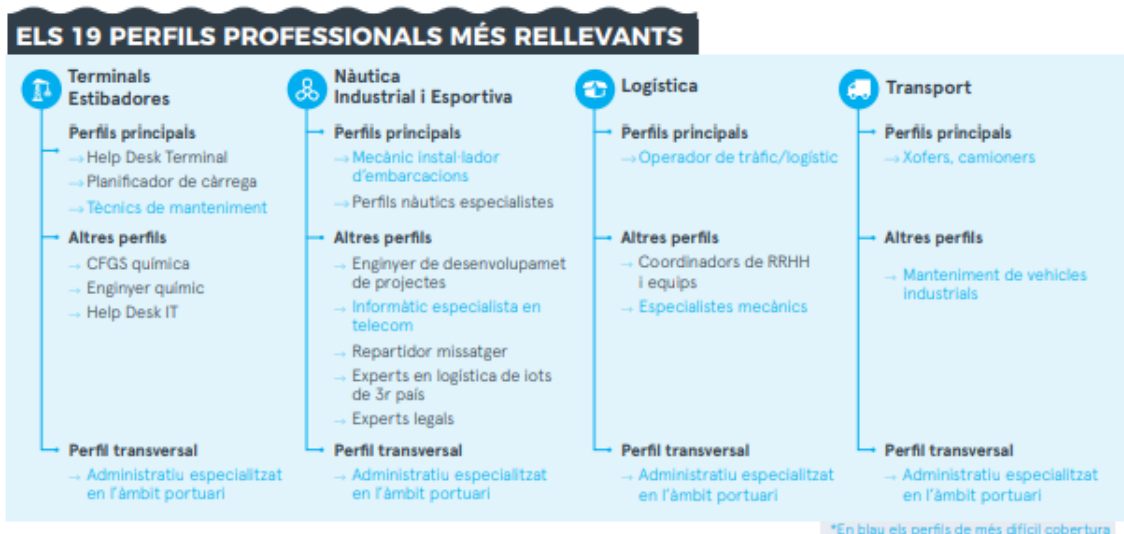 ELS 19 PERFILS PROFESSIONALS MÉS RELLEVANTS
Terminals
Estibadores
Perfils principals
→ Help Desk Terminal
→ Planificador de càrrega
→ Tècnics de manteniment
Altres perfils
→ CFGS química
→ Enginyer químic
→ Help Desk IT
Perfil transversal
→ Administratiu especialitzat
en l'àmbit portuari
Nàutica
Industrial i Esportiva
Perfils principals
→ Mecànic instal·lador
d'embarcacions
→ Perfils nàutics especialistes
Altres perfils
→ Enginyer de desenvolupamet
de projectes
→ Informàtic especialista en
telecom
→ Repartidor missatger
→ Experts en logística de iots
de 3r país
→ Experts legals
Perfil transversal
→ Administratiu especialitzat
en l'àmbit portuari
Logística
Perfils principals
→ Operador de tràfic/logístic
Altres perfils
→ Coordinadors de RRHH
i equips
→ Especialistes mecànics
Perfil transversal
→ Administratiu especialitzat
en l'àmbit portuari
Transport
Perfils principals
→ Xofers, camioners
Altres perfils
→ Manteniment de vehicles
industrials
Perfil transversal
→ Administratiu especialitzat
en l'àmbit portuari
*En blau els perfils de més difícil cobertura